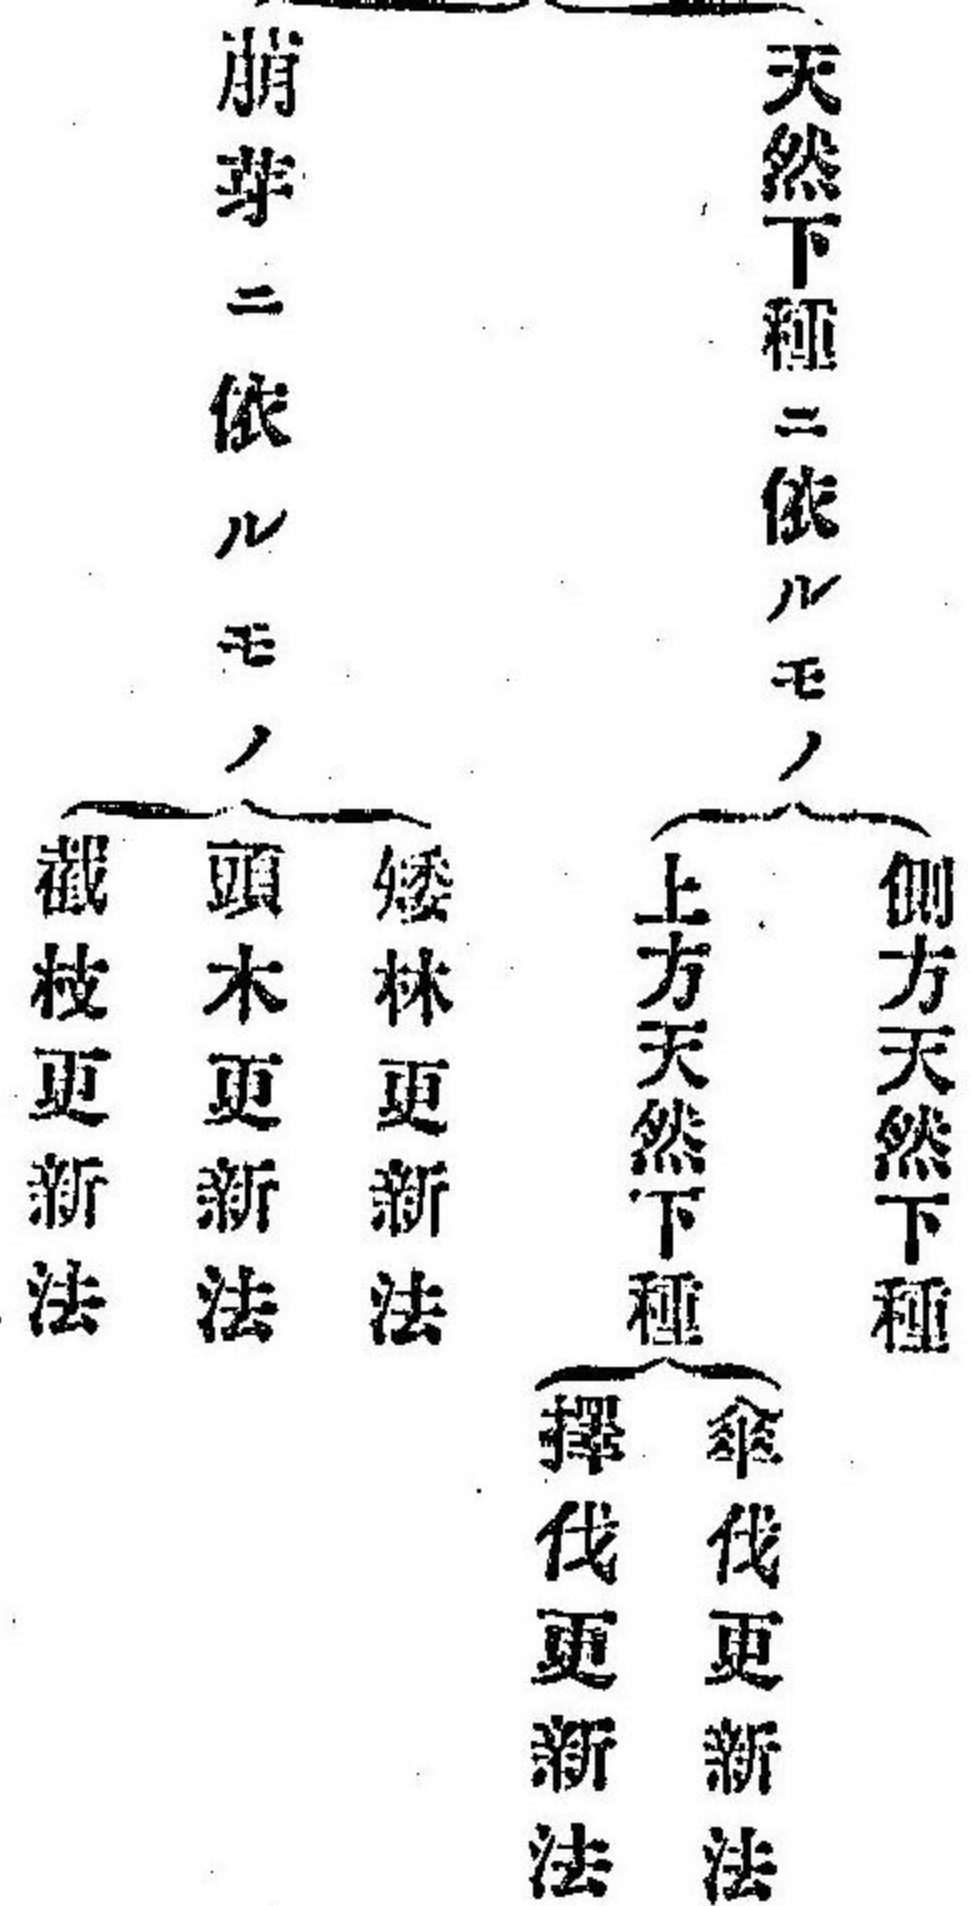 天然下種ニ依ルモノ
側方天然下種
上方天然下種
傘伐更新法
擇伐更新法
萠芽ニ依ルモノ
矮林更新法
頭木更新法
截枝更新法